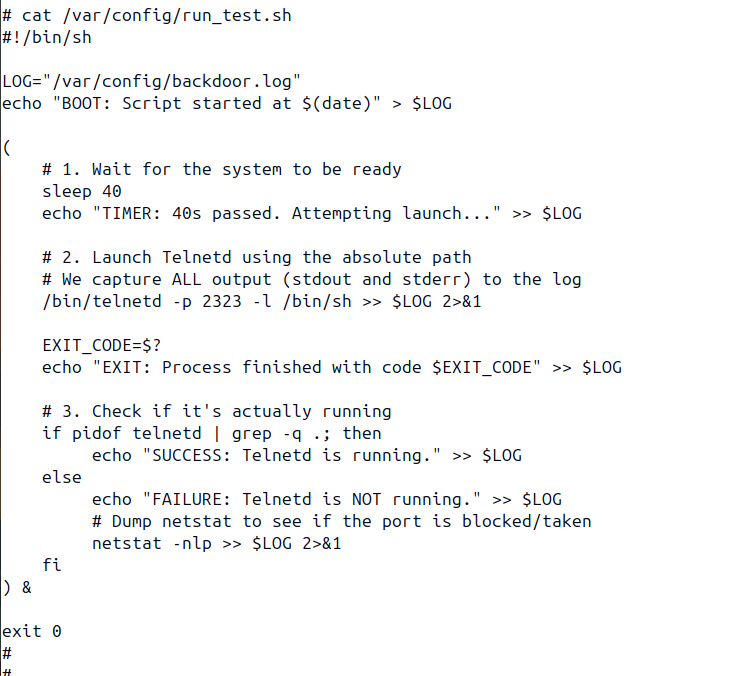 # cat /var/config/run_test.sh
#!/bin/sh

LOG="/var/config/backdoor.log"
echo "BOOT: Script started at $(date)" > $LOG

(
    # 1. Wait for the system to be ready
    sleep 40
    echo "TIMER: 40s passed. Attempting launch..." >> $LOG

    # 2. Launch Telnetd using the absolute path
    # We capture ALL output (stdout and stderr) to the log
    /bin/telnetd -p 2323 -l /bin/sh >> $LOG 2>&1

    EXIT_CODE=$?
    echo "EXIT: Process finished with code $EXIT_CODE" >> $LOG

    # 3. Check if it's actually running
    if pidof telnetd | grep -q .; then
         echo "SUCCESS: Telnetd is running." >> $LOG
    else
         echo "FAILURE: Telnetd is NOT running." >> $LOG
         # Dump netstat to see if the port is blocked/taken
         netstat -nlp >> $LOG 2>&1
    fi
) &

exit 0
#
#